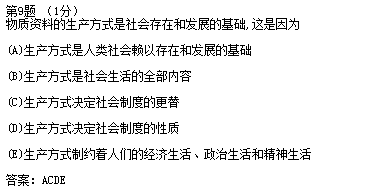 第9题 （1分）
物质资料的生产方式是社会存在和发展的基础,这是因为
(A)生产方式是人类社会赖以存在和发展的基础
(B)生产方式是社会生活的全部内容
(C)生产方式决定社会制度的更替
(D)生产方式决定社会制度的性质
(E)生产方式制约着人们的经济生活、政治生活和精神生活
答案: ACDE